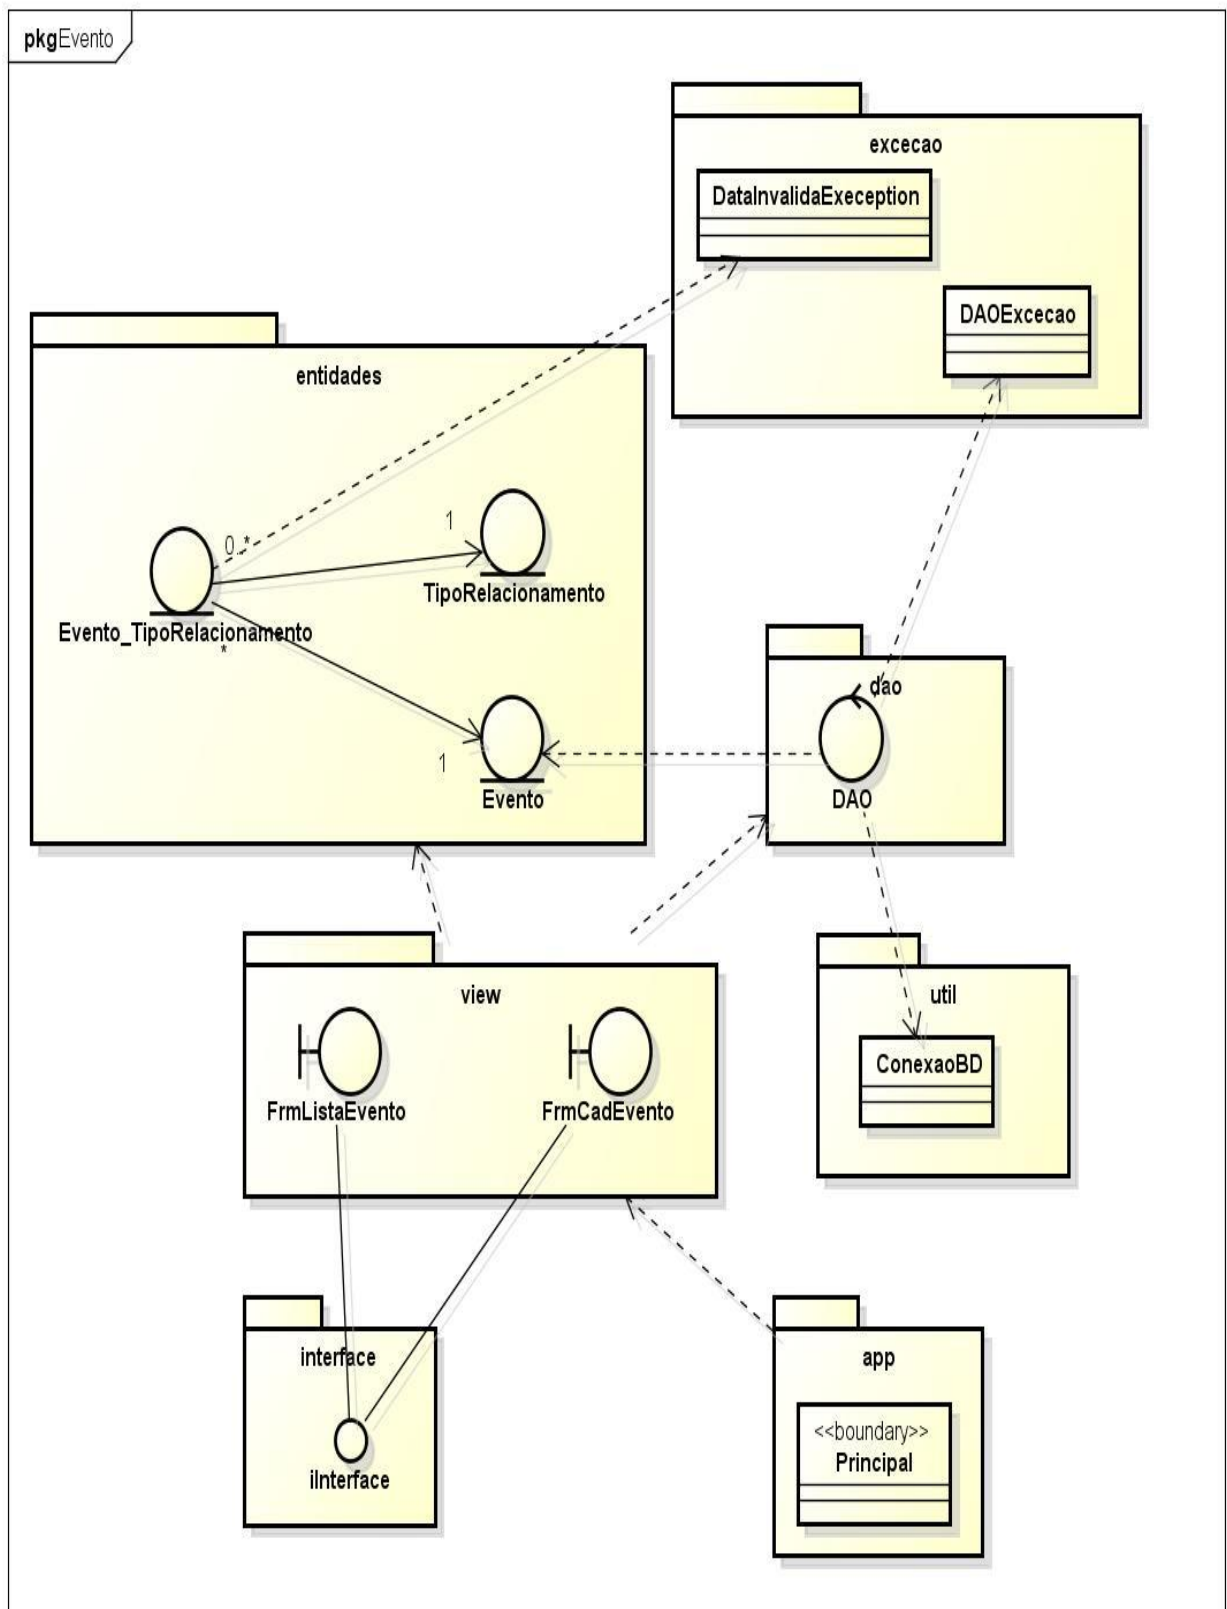 pkgEvento
excecao
DataInvalidaExeception
DAOExcecao
entidades
0..*
1
TipoRelacionamento
Evento_TipoRelacionamento
*
1
Evento
dao
DAO
view
FrmListaEvento
FrmCadEvento
util
ConexaoBD
interface
iInterface
app
<<boundary>>
Principal